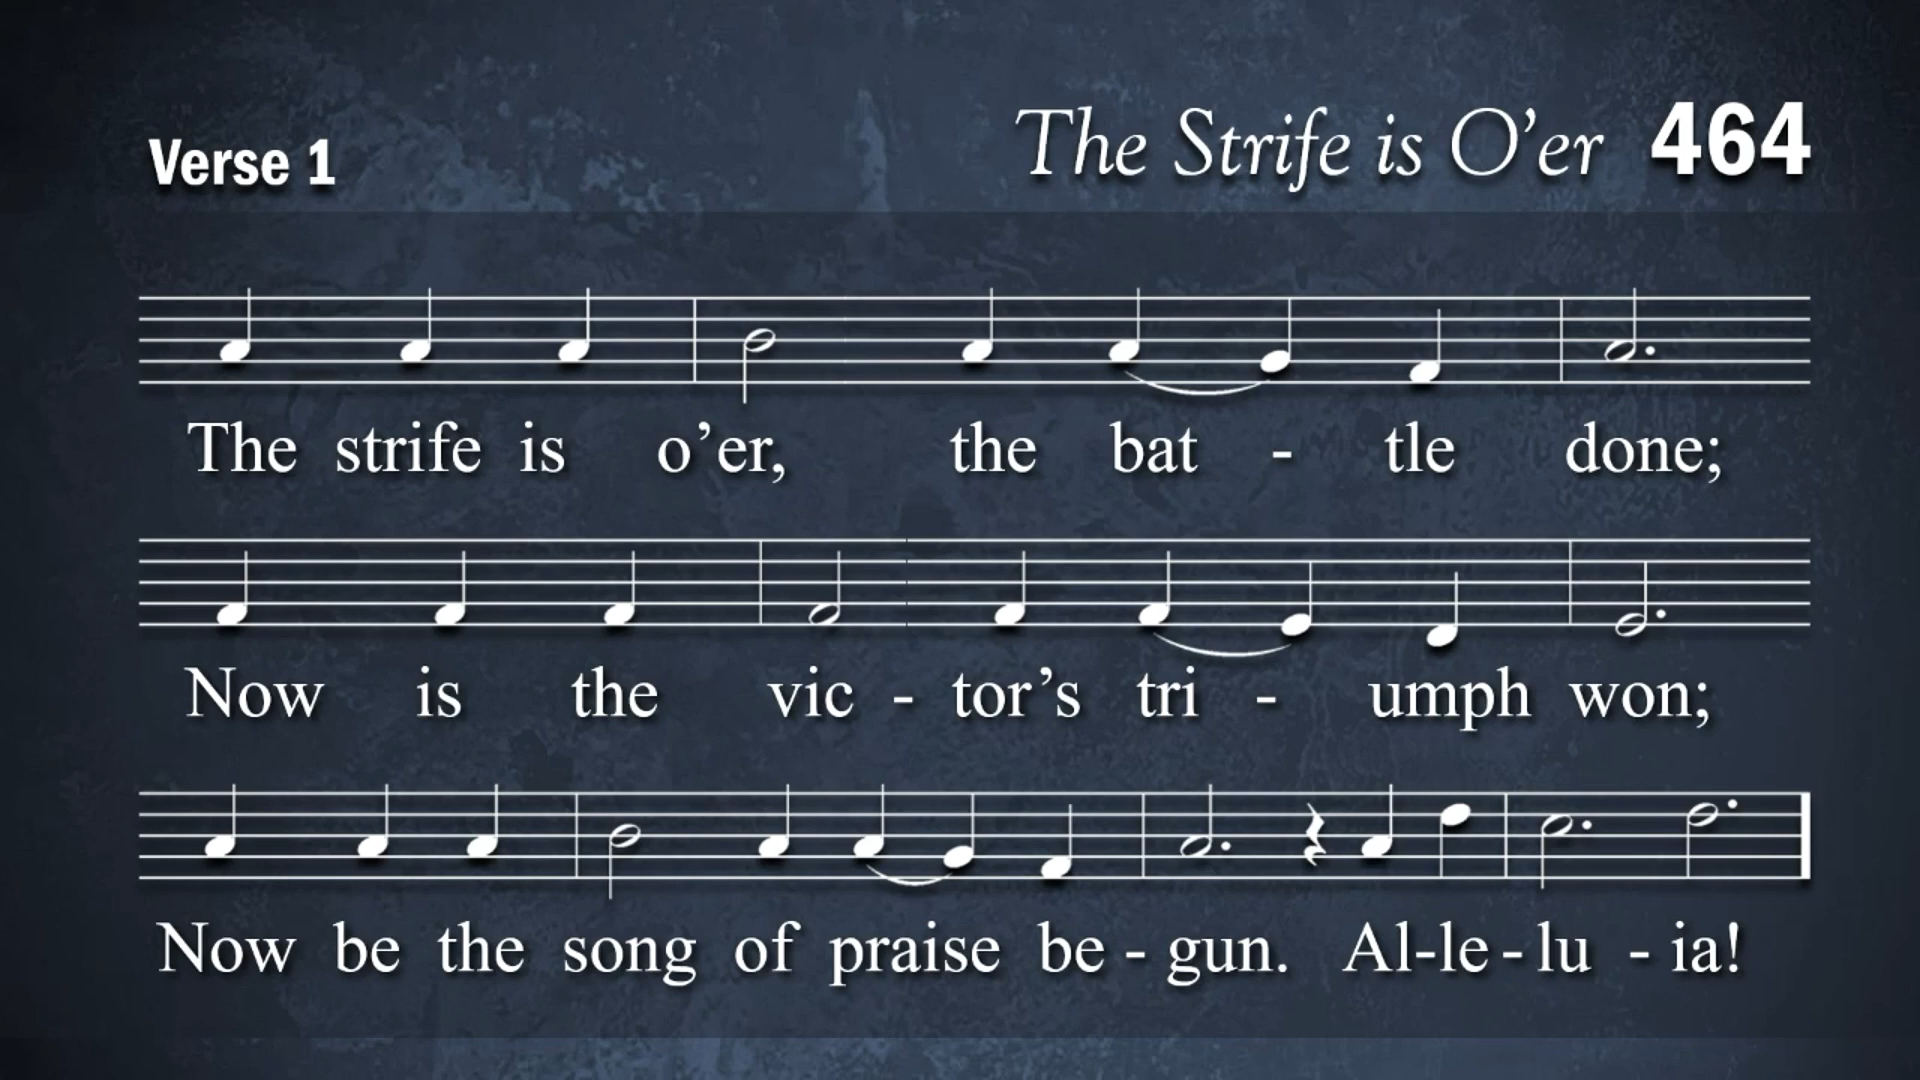 Verse 1
The Strife is O’er 464
The strife is o’er, the bat - tle done;
Now is the vic - tor’s tri - umph won;
Now be the song of praise be - gun. Al-le - lu - ia!